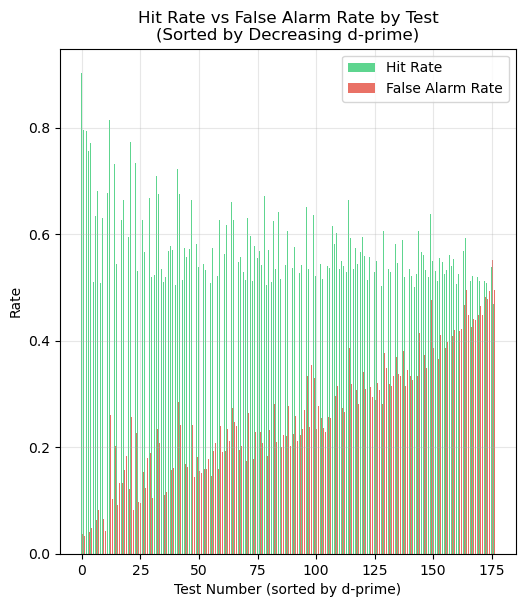 Hit Rate vs False Alarm Rate by Test
(Sorted by Decreasing d-prime)
Hit Rate
False Alarm Rate
0.8
0.6
0.4
0.2
0.0
Rate
0 25 50 75 100 125 150 175
Test Number (sorted by d-prime)